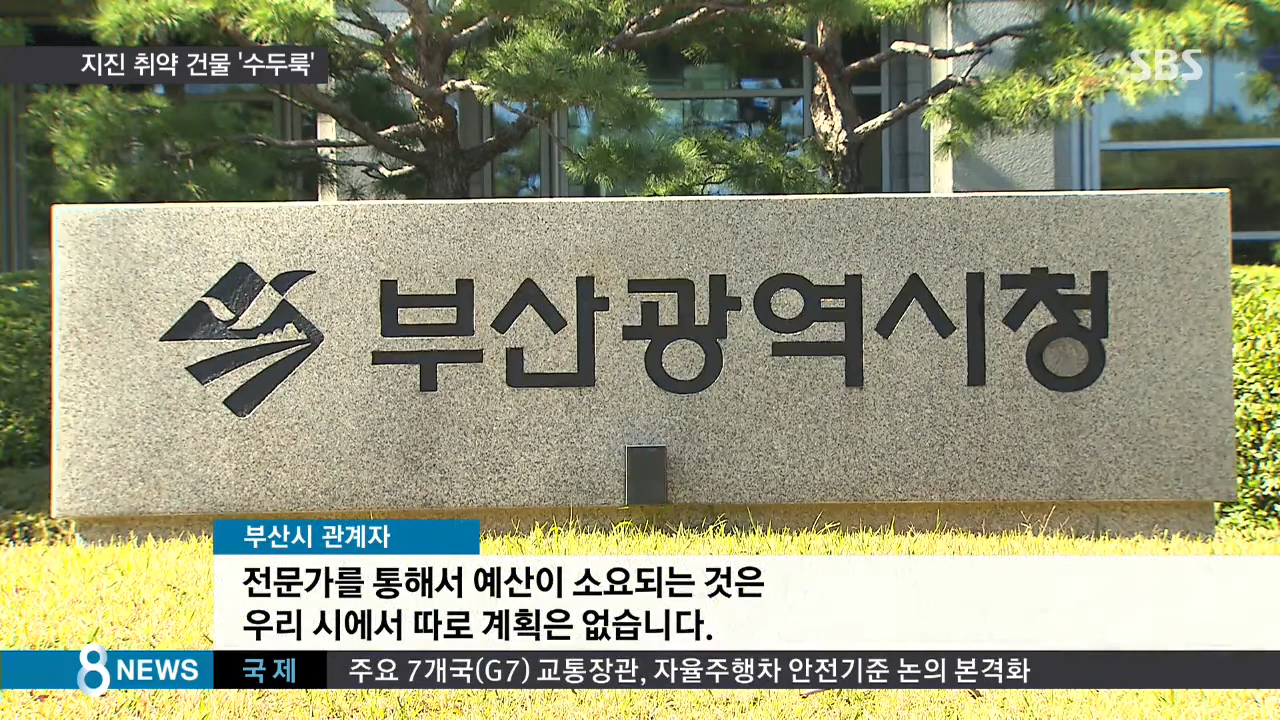 지진 취약 건물 '수두룩'
SBS
부산광역시청
부산시 관계자
전문가를 통해서 예산이 소요되는 것은
우리 시에서 따로 계획은 없습니다.
8 NEWS 국제 주요 7개국(G7) 교통장관, 자율주행차 안전기준 논의 본격화